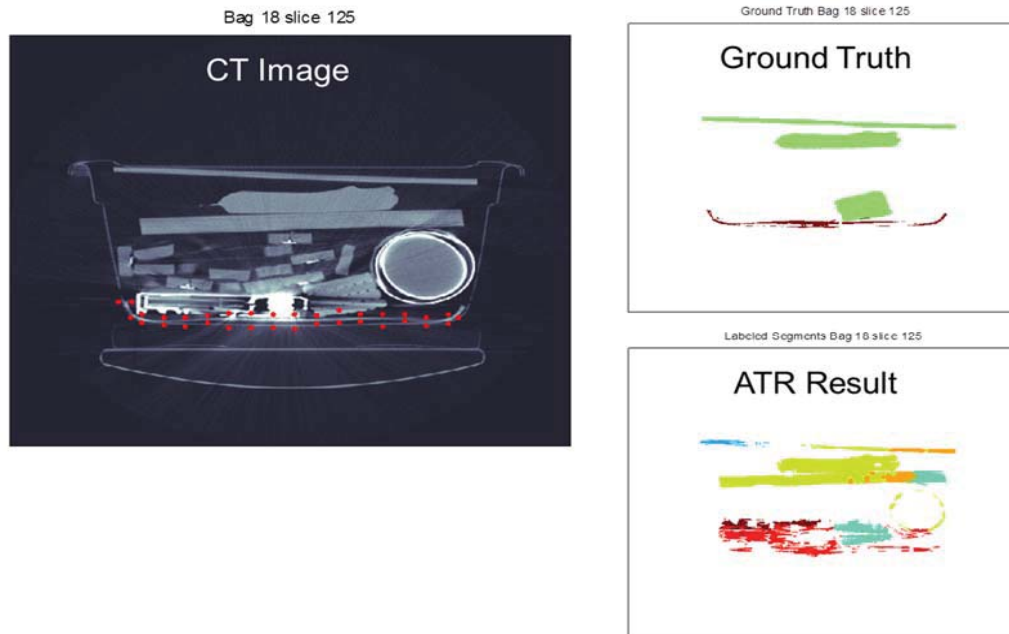 Bag 18 slice 125
CT Image
Ground Truth Bag 18 slice 125
Ground Truth
Labeled Segments Bag 18 slice 125
ATR Result